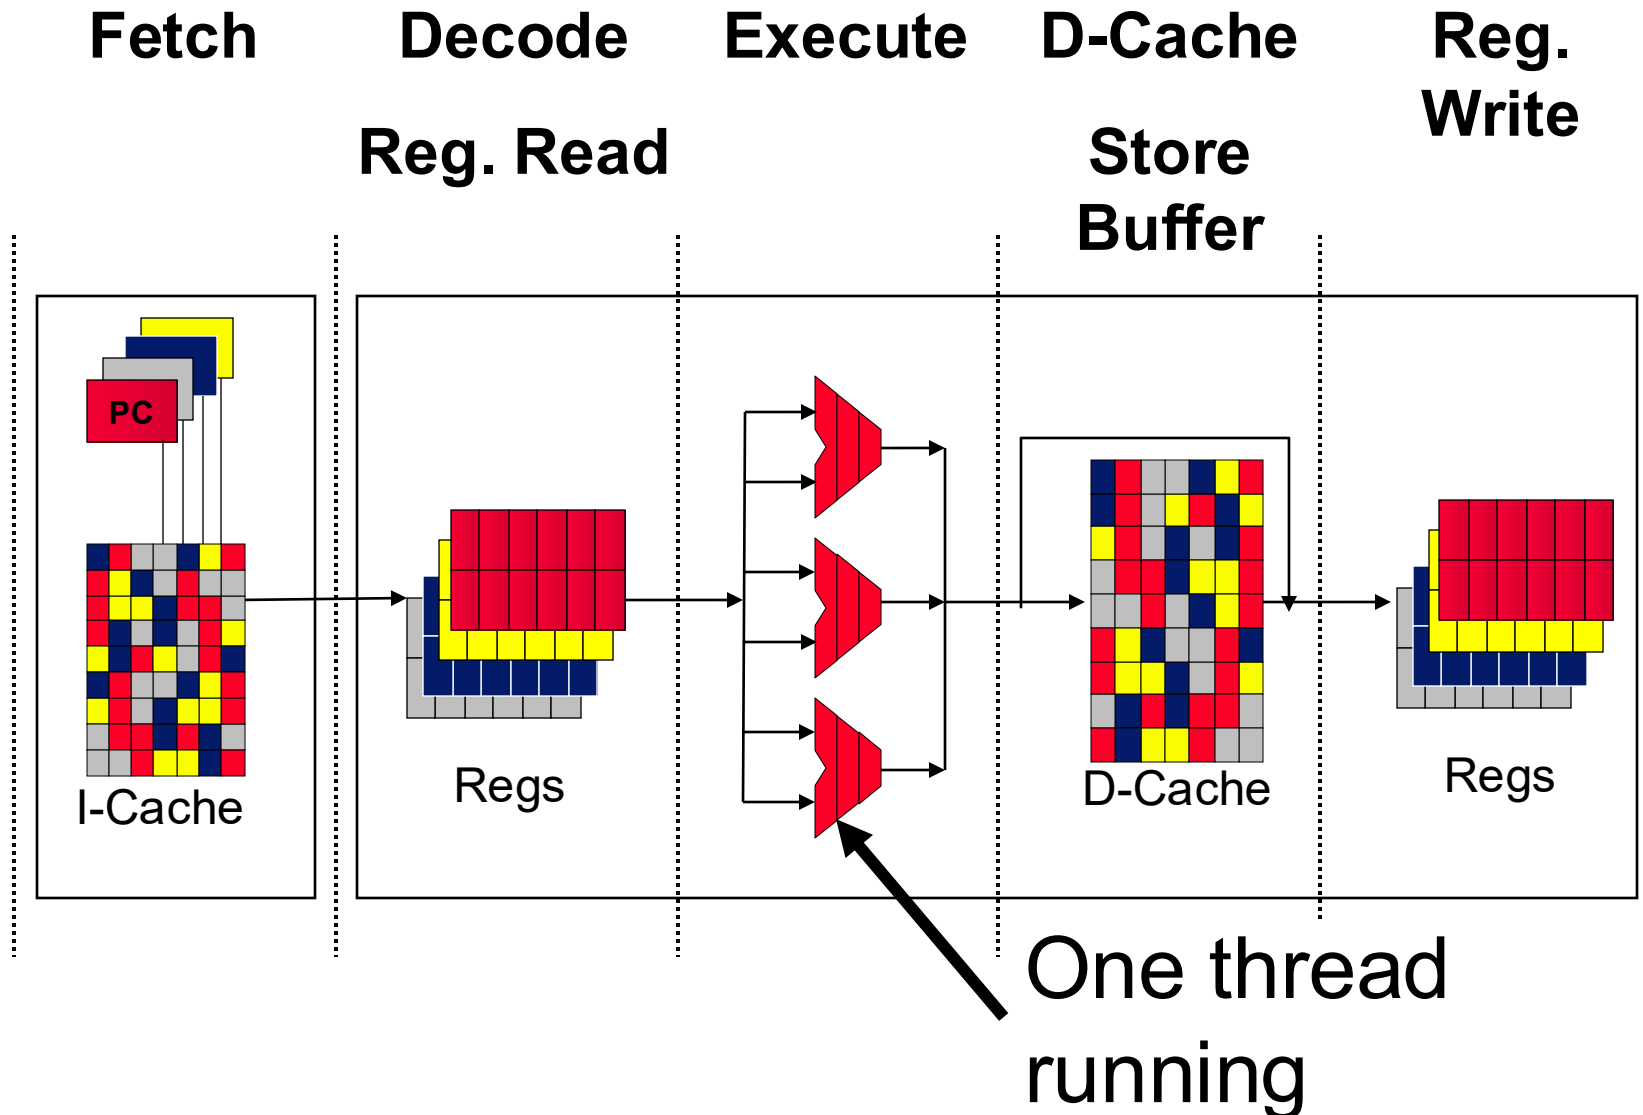 Fetch
Decode
Reg. Read
Execute
D-Cache
Store
Buffer
Reg.
Write
PC
I-Cache
Regs
D-Cache
Regs
One thread
running